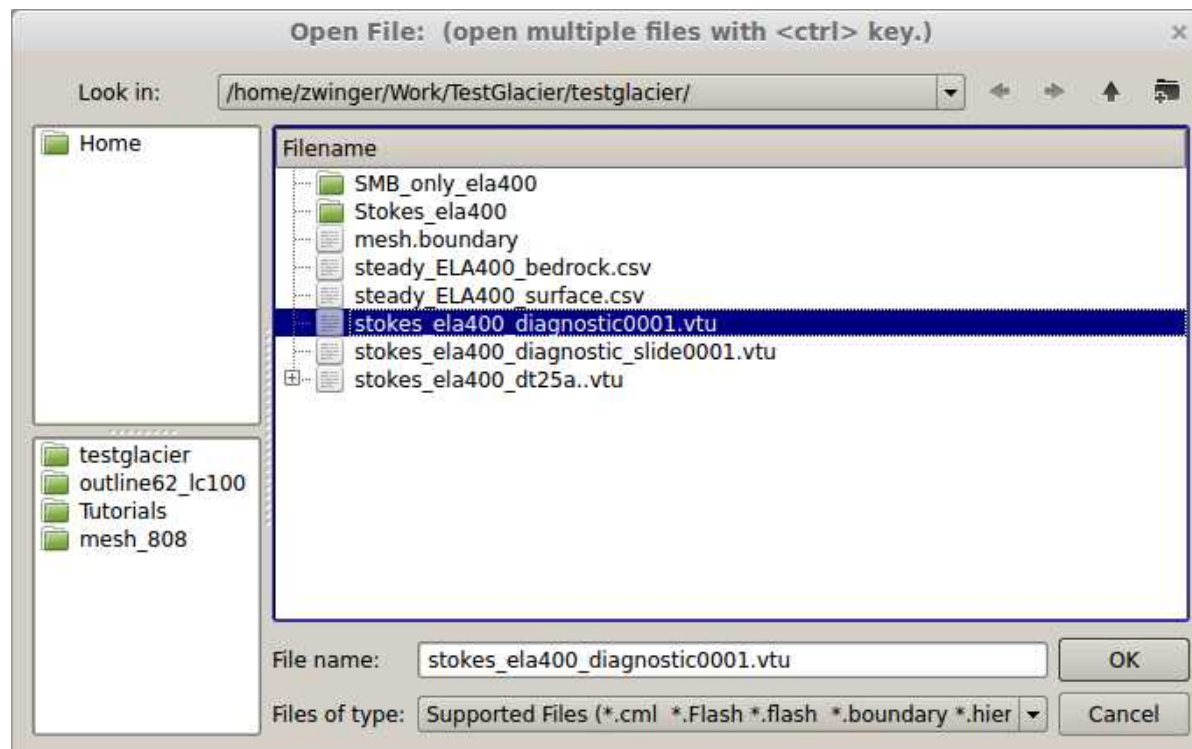 Open File: (open multiple files with <ctrl> key.)
Look in: /home/zwinger/Work/TestGlacier/testglacier/
Home
Filename
SMB_only_ela400
Stokes_ela400
mesh.boundary
steady_ELA400_bedrock.csv
steady_ELA400_surface.csv
stokes_ela400_diagnostic0001.vtu
stokes_ela400_diagnostic_slide0001.vtu
stokes_ela400_dt25a..vtu
testglacier
outline62_lc100
Tutorials
mesh_808
File name: stokes_ela400_diagnostic0001.vtu OK
Files of type: Supported Files (*.cml *.Flash *.flash *.boundary *.hier Cancel